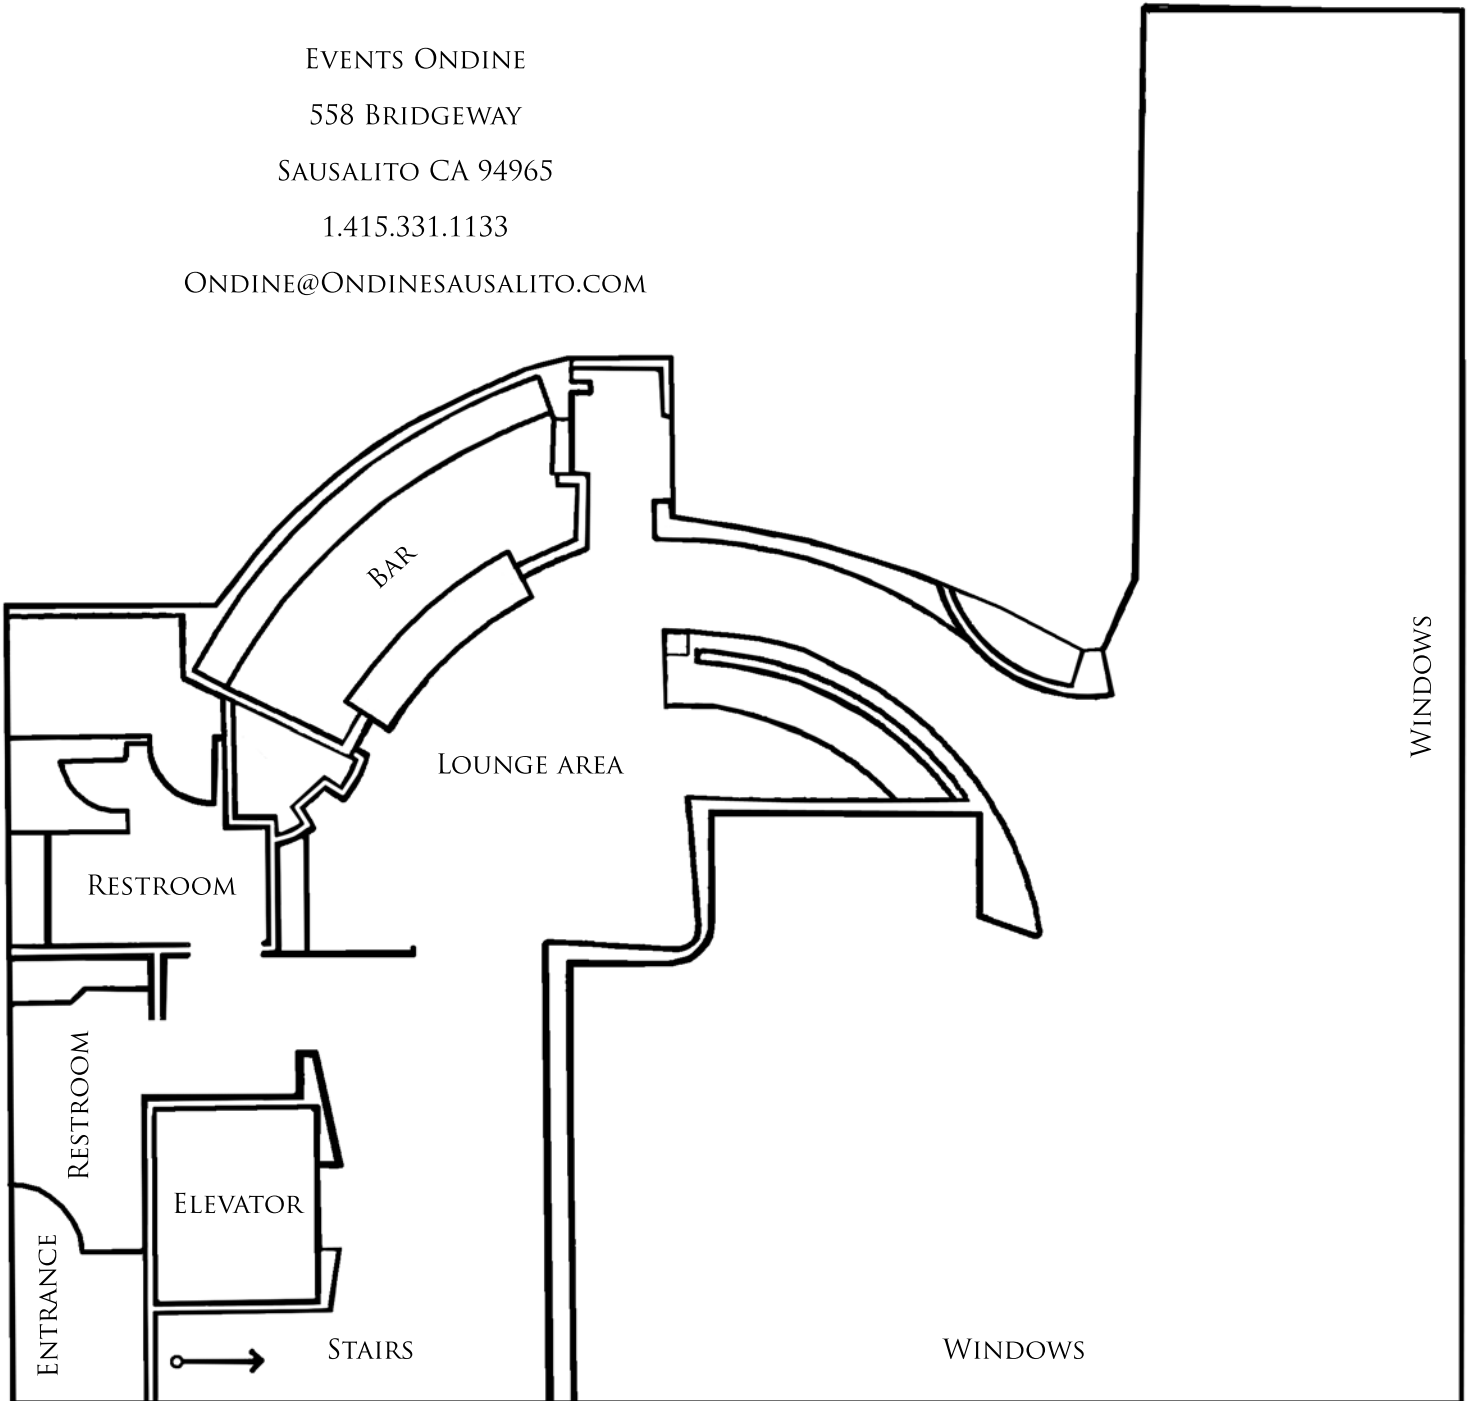 Events Ondine
558 Bridgeway
Sausalito CA 94965
1.415.331.1133
Ondine@Ondinesausalito.com
Bar
Windows
Lounge area
Restroom
Restroom
Elevator
Entrance
Stairs
Windows